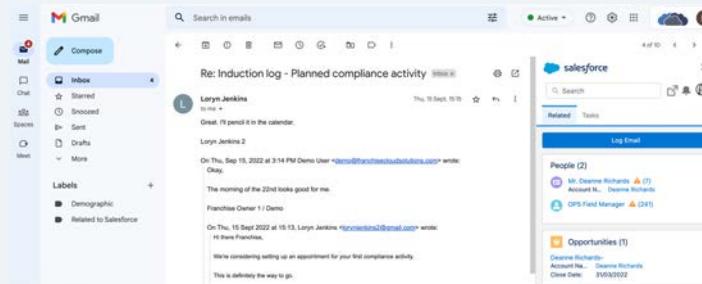 Gmail
Search in emails
Active
Mail
Chat
Spaces
Meet
Compose
Inbox 4
Starred
Snoozed
Sent
Drafts
More
Labels +
Demographic
Related to Salesforce
4 of 10
Re: Induction log - Planned compliance activity Inbox x
Loryn Jenkins
Thu, 15 Sept, 15:15
to me
Great. I'll pencil it in the calendar.
Loryn Jenkins 2
On Thu, Sep 15, 2022 at 3:14 PM Demo User <demo@franchisecloudsolutions.com> wrote:
Okay,
The morning of the 22nd looks good for me.
Franchise Owner 1 / Demo
On Thu, 15 Sept 2022 at 15:13, Loryn Jenkins <lorynjenkins2@gmail.com> wrote:
Hi there Franchise,
We're considering setting up an appointment for your first compliance activity.
This is definitely the way to go.
salesforce
Search
Related Tasks
Log Email
People (2)
Mr. Deanne Richards (7)
Account N... Deanne Richards
OPS Field Manager (241)
Opportunities (1)
Deanne Richards-
Account Na... Deanne Richards
Close Date: 31/03/2022